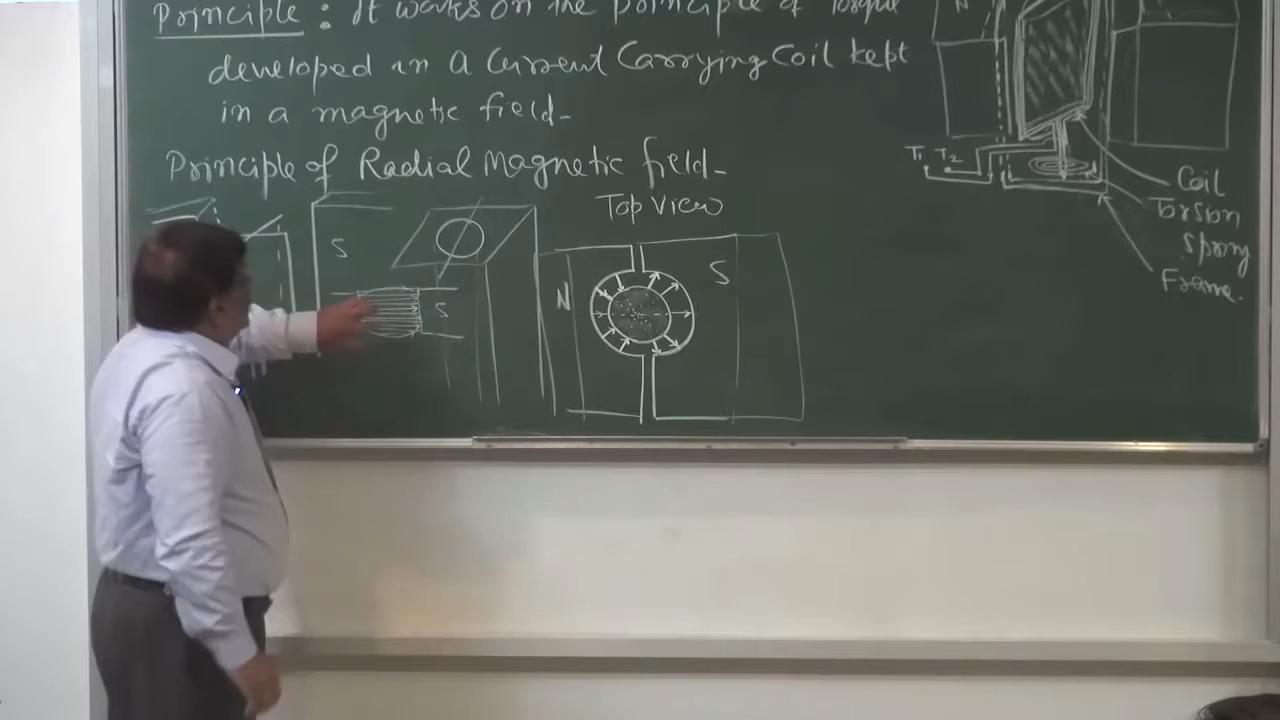 Principle : It works on the principle of Torque
developed in a Current Carrying Coil kept
in a magnetic field-
Principle of Radial Magnetic field-
Top View
S
S
N
S
N
T1 T2
Coil
Torsion
Spring
Frame.